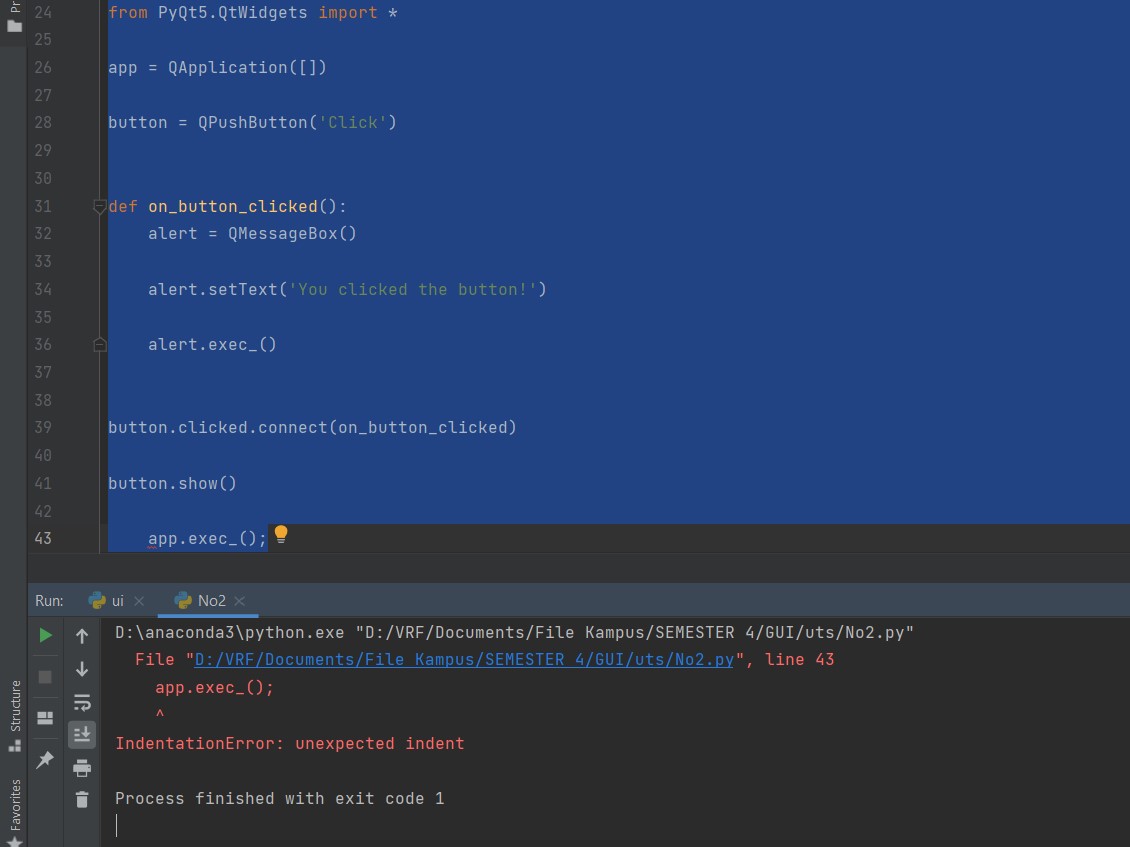 Pr
24 from PyQt5.QtWidgets import *
25
26 app = QApplication([])
27
28 button = QPushButton('Click')
29
30
31 def on_button_clicked():
32     alert = QMessageBox()
33
34     alert.setText('You clicked the button!')
35
36     alert.exec_()
37
38
39 button.clicked.connect(on_button_clicked)
40
41 button.show()
42
43     app.exec_();
Run: ui No2
D:\anaconda3\python.exe "D:/VRF/Documents/File Kampus/SEMESTER 4/GUI/uts/No2.py"
  File "D:/VRF/Documents/File Kampus/SEMESTER 4/GUI/uts/No2.py", line 43
    app.exec_();
    ^
IndentationError: unexpected indent
Process finished with exit code 1
Structure
Favorites